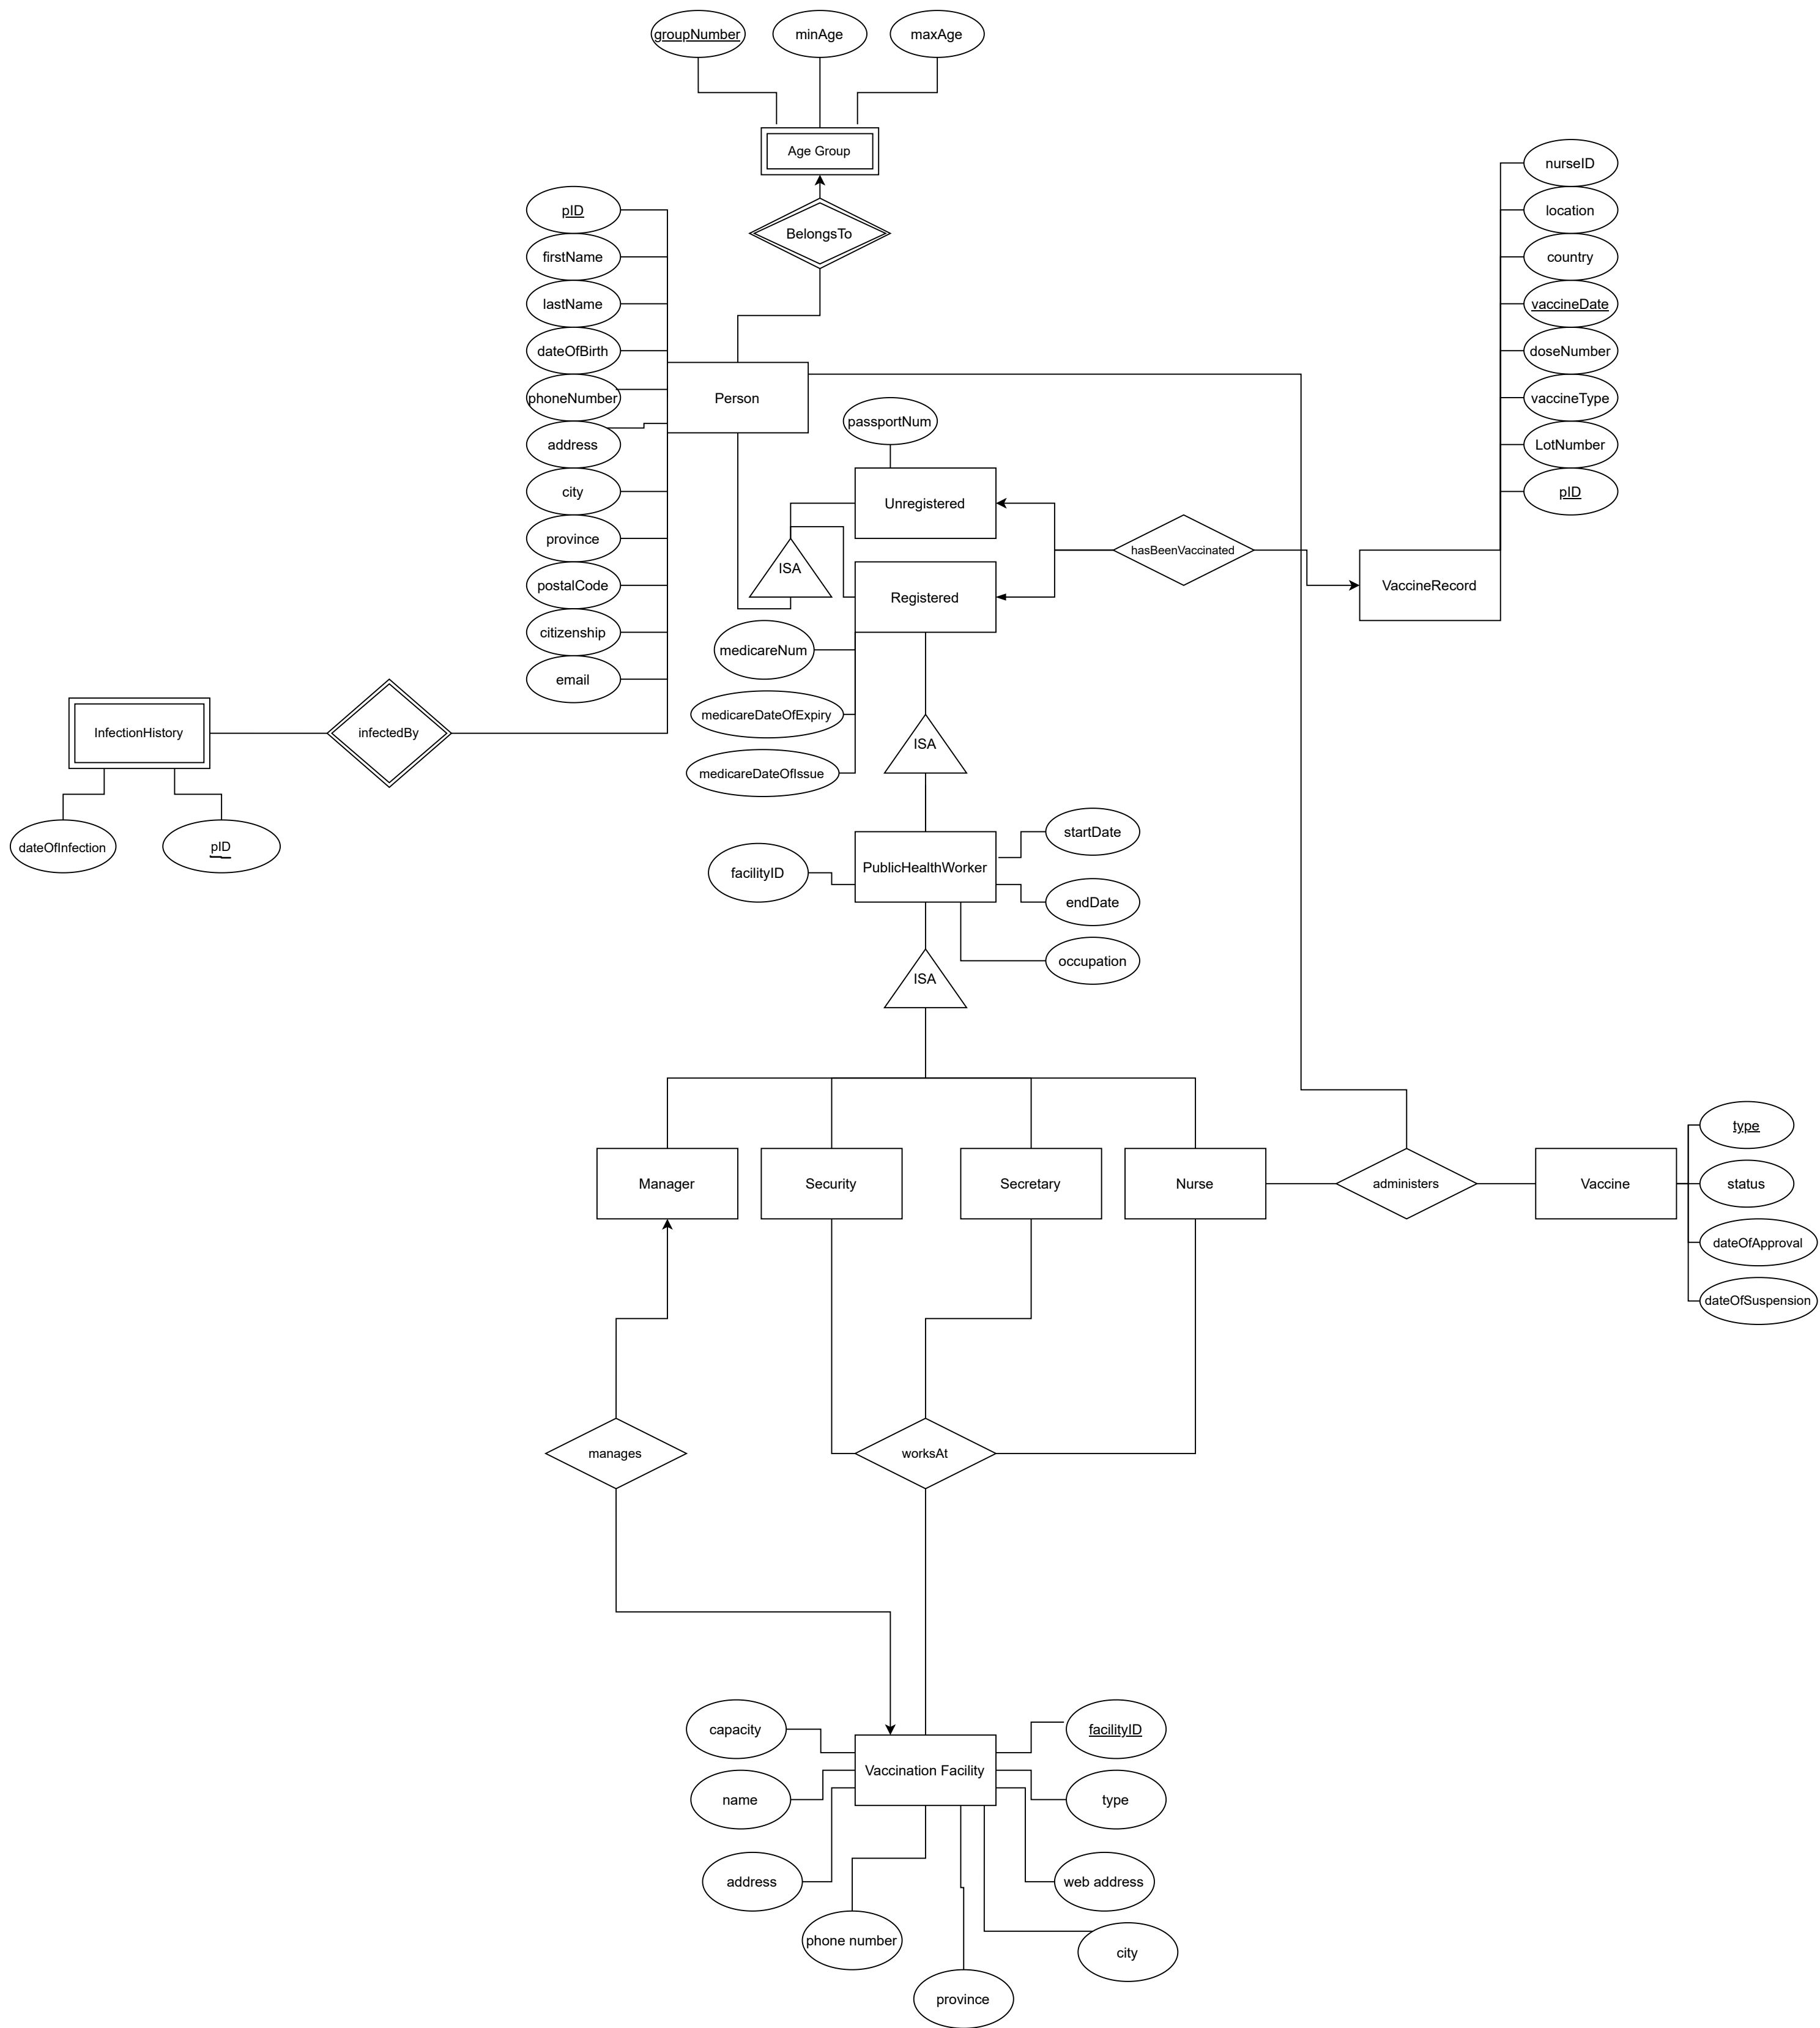 groupNumber
minAge
maxAge
Age Group
BelongsTo
pID
firstName
lastName
dateOfBirth
phoneNumber
address
city
province
postalCode
citizenship
email
Person
nurseID
location
country
vaccineDate
doseNumber
vaccineType
LotNumber
pID
passportNum
Unregistered
ISA
Registered
hasBeenVaccinated
VaccineRecord
medicareNum
medicareDateOfExpiry
medicareDateOfIssue
InfectionHistory
infectedBy
dateOfInfection
pID
ISA
PublicHealthWorker
facilityID
startDate
endDate
occupation
ISA
Manager
Security
Secretary
Nurse
administers
Vaccine
type
status
dateOfApproval
dateOfSuspension
manages
worksAt
capacity
name
address
phone number
Vaccination Facility
facilityID
type
web address
city
province